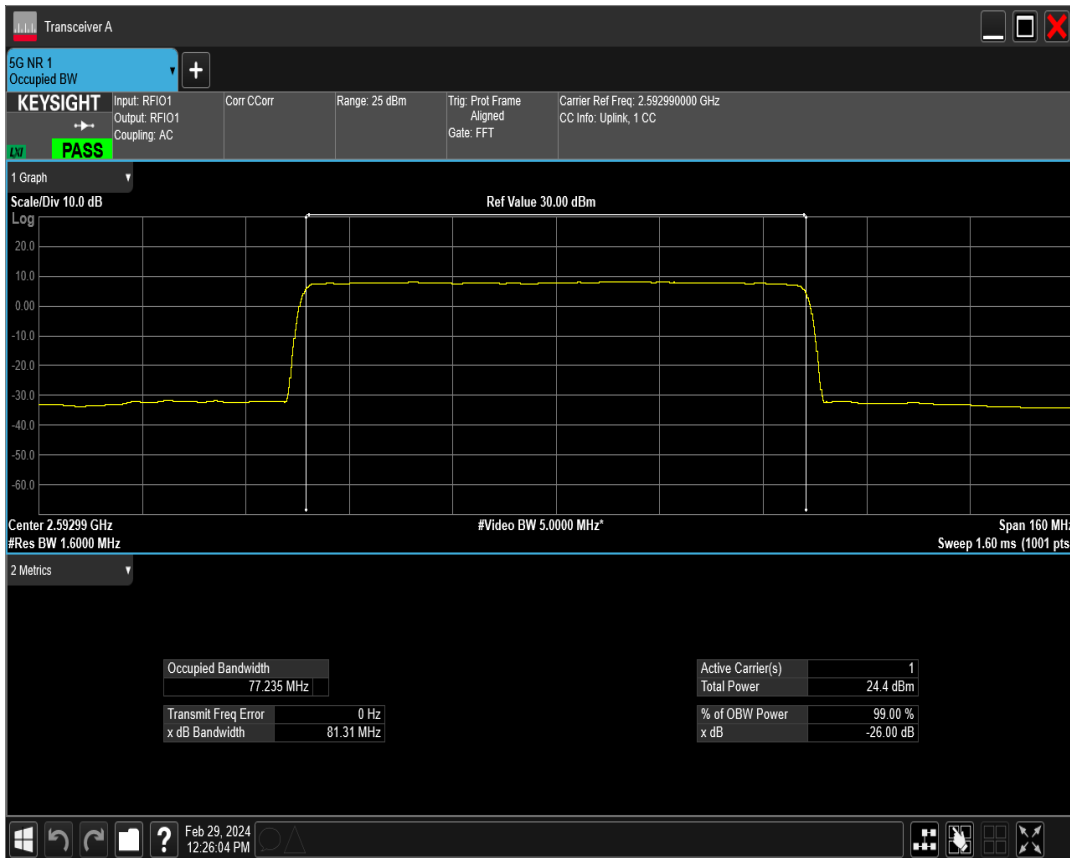 Transceiver A
5G NR 1
Occupied BW
KEYSIGHT
LXI
PASS
Input: RFIO1
Output: RFIO1
Coupling: AC
Corr CCorr
Range: 25 dBm
Trig: Prot Frame
Aligned
Gate: FFT
Carrier Ref Freq: 2.592990000 GHz
CC Info: Uplink, 1 CC
1 Graph
Scale/Div 10.0 dB
Ref Value 30.00 dBm
Log
20.0
10.0
0.00
-10.0
-20.0
-30.0
-40.0
-50.0
-60.0
Center 2.59299 GHz
#Video BW 5.0000 MHz*
Span 160 MHz
#Res BW 1.6000 MHz
Sweep 1.60 ms (1001 pts
2 Metrics
Occupied Bandwidth
77.235 MHz
Transmit Freq Error 0 Hz
x dB Bandwidth 81.31 MHz
Active Carrier(s) 1
Total Power 24.4 dBm
% of OBW Power 99.00 %
x dB -26.00 dB
?
Feb 29, 2024
12:26:04 PM